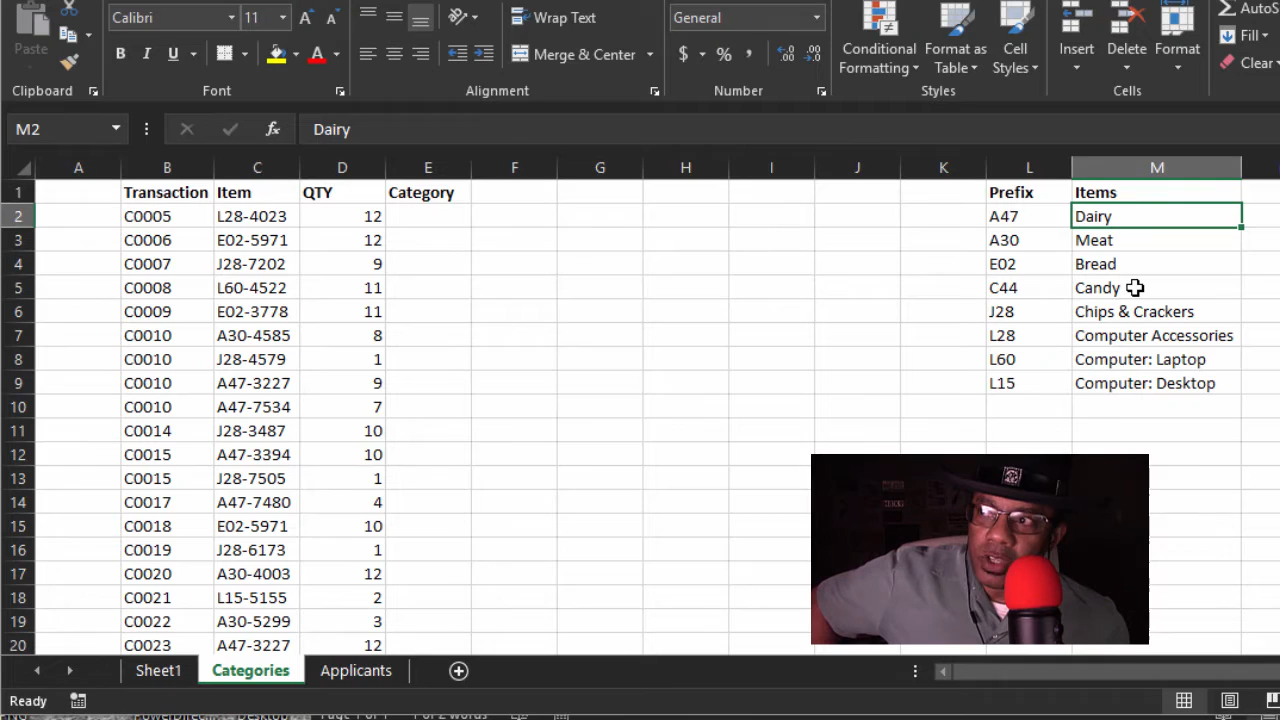 Calibri 11 Wrap Text General AutoS
Paste Merge & Center $ % Conditional Formatting Format as Table Cell Styles Insert Delete Format Fill Clear
Clipboard Font Alignment Number Styles Cells
M2 fx Dairy
A B C D E F G H I J K L M
1 Transaction Item QTY Category Prefix Items
2 C0005 L28-4023 12 A47 Dairy
3 C0006 E02-5971 12 A30 Meat
4 C0007 J28-7202 9 E02 Bread
5 C0008 L60-4522 11 C44 Candy
6 C0009 E02-3778 11 J28 Chips & Crackers
7 C0010 A30-4585 8 L28 Computer Accessories
8 C0010 J28-4579 1 L60 Computer: Laptop
9 C0010 A47-3227 9 L15 Computer: Desktop
10 C0010 A47-7534 7
11 C0014 J28-3487 10
12 C0015 A47-3394 10
13 C0015 J28-7505 1
14 C0017 A47-7480 4
15 C0018 E02-5971 10
16 C0019 J28-6173 1
17 C0020 A30-4003 12
18 C0021 L15-5155 2
19 C0022 A30-5299 3
20 C0023 A47-3227 12
Sheet1 Categories Applicants
Ready